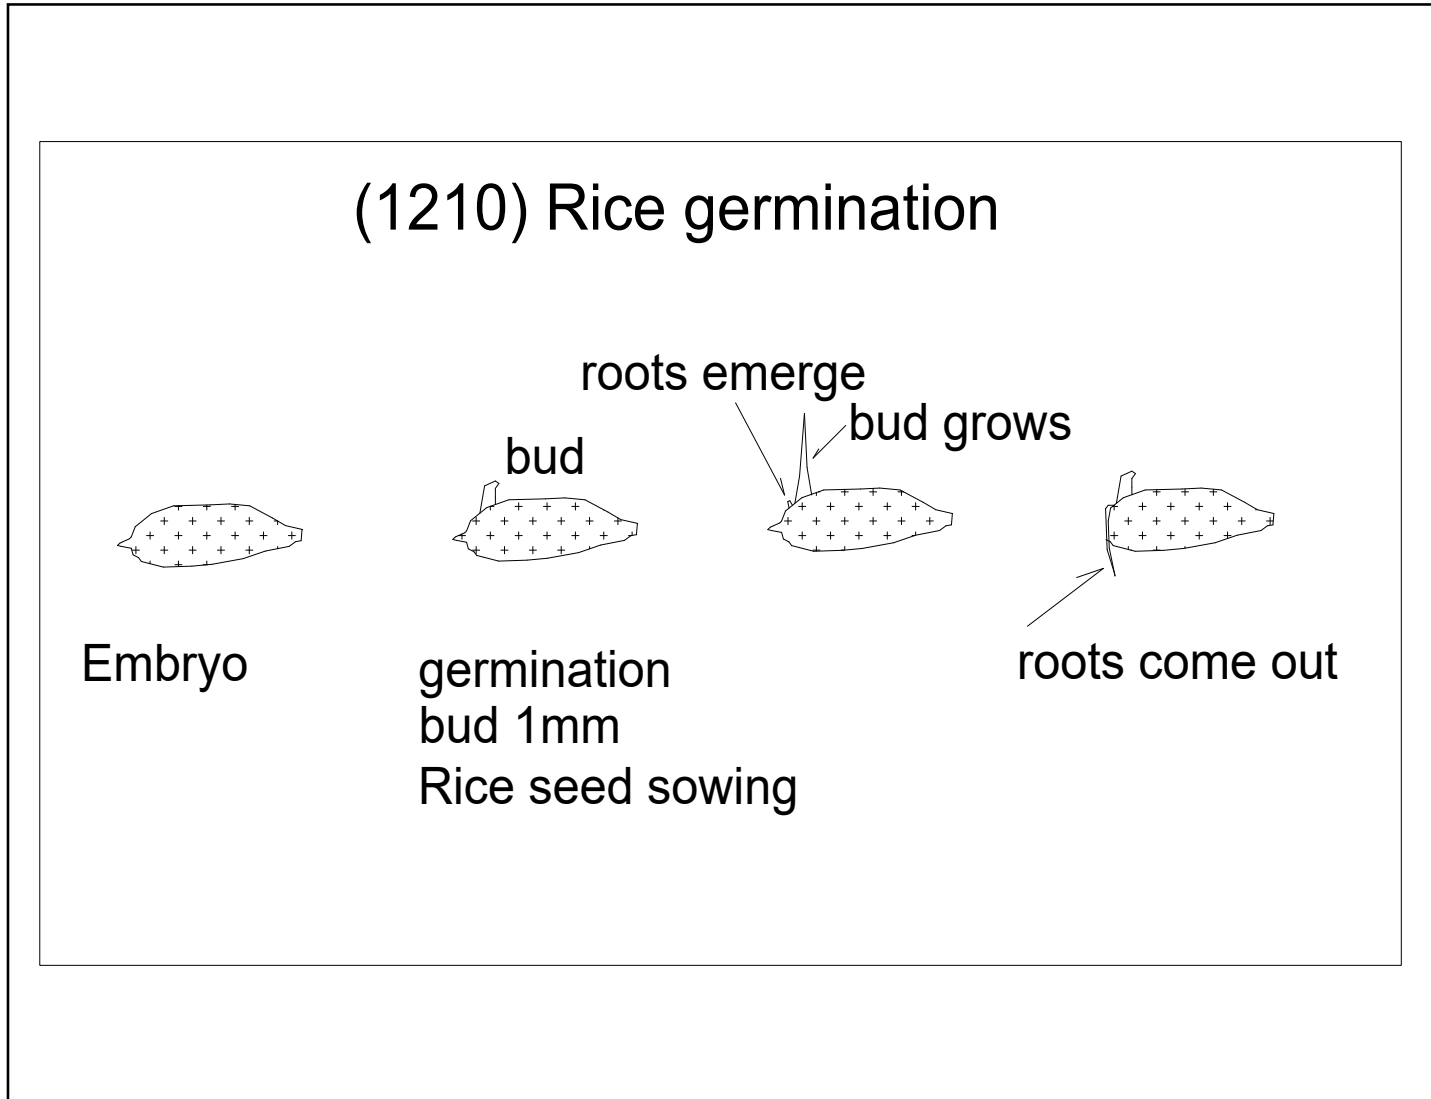 (1210) Rice germination
roots emerge
bud grows
bud
Embryo
germination
bud 1mm
Rice seed sowing
roots come out